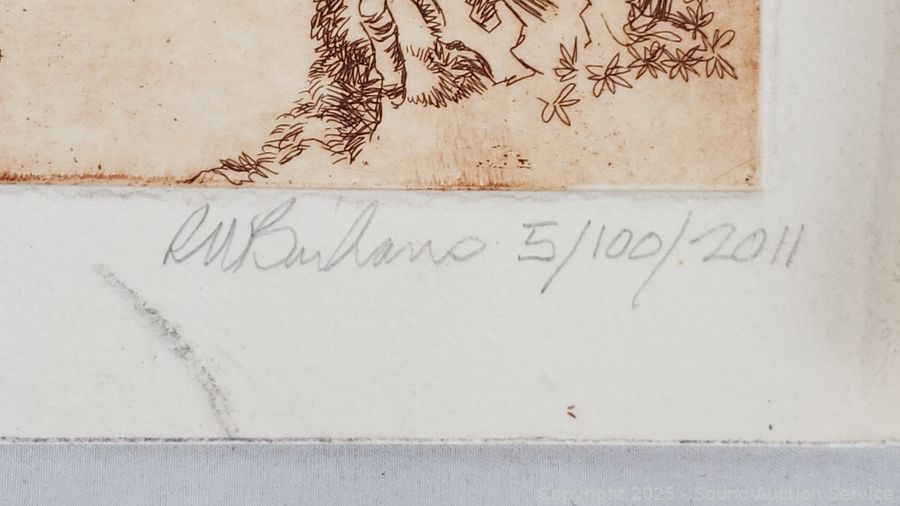 5/100/2011
Copyright 2025 - Sound Auction Service